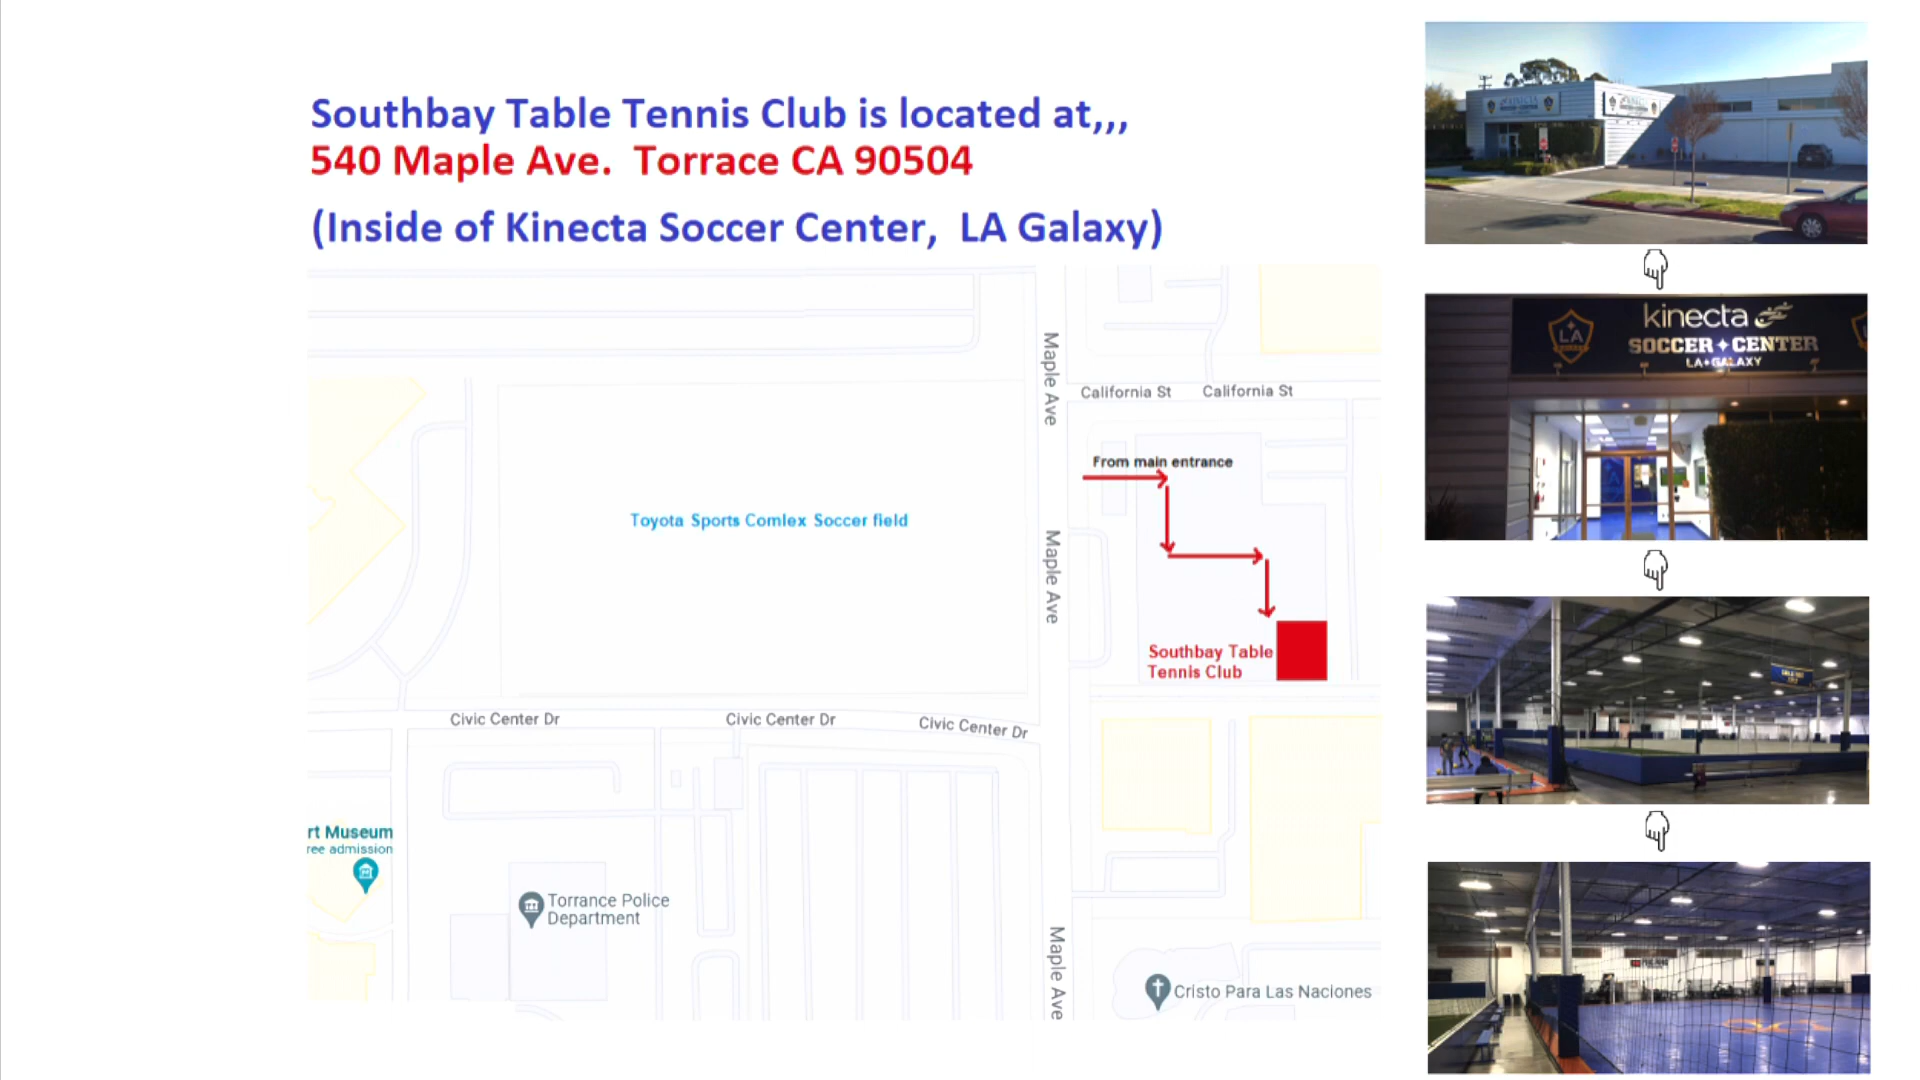 Southbay Table Tennis Club is located at,,,
540 Maple Ave.  Torrace CA 90504
(Inside of Kinecta Soccer Center,  LA Galaxy)
Maple Ave
California St
California St
From main entrance
Toyota Sports Comlex Soccer field
Maple Ave
Southbay Table
Tennis Club
Civic Center Dr
Civic Center Dr
Civic Center Dr
rt Museum
ree admission
Torrance Police
Department
Maple Ave
Cristo Para Las Naciones
KINECTA
LA
kinecta
SOCCER CENTER
LA GALAXY